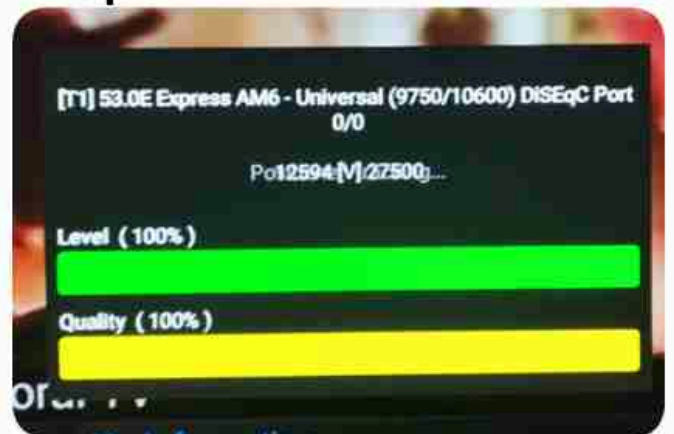 [T1] 53.0E Express AM6 - Universal (9750/10600) DiSEqC Port
0/0
12594 [V] 27500
Level ( 100% )
Quality ( 100% )